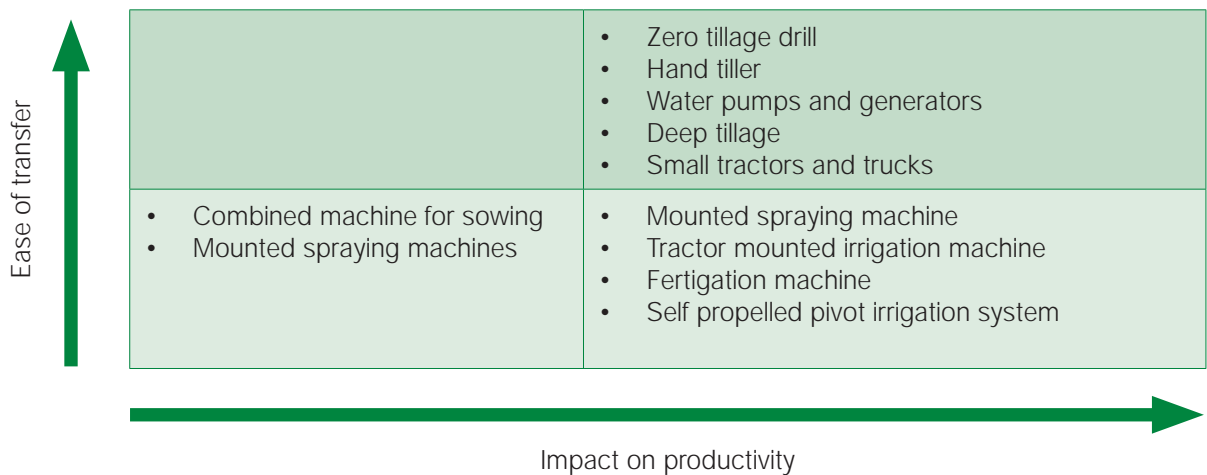 Ease of transfer
• Zero tillage drill
• Hand tiller
• Water pumps and generators
• Deep tillage
• Small tractors and trucks
• Combined machine for sowing
• Mounted spraying machines
• Mounted spraying machine
• Tractor mounted irrigation machine
• Fertigation machine
• Self propelled pivot irrigation system
Impact on productivity